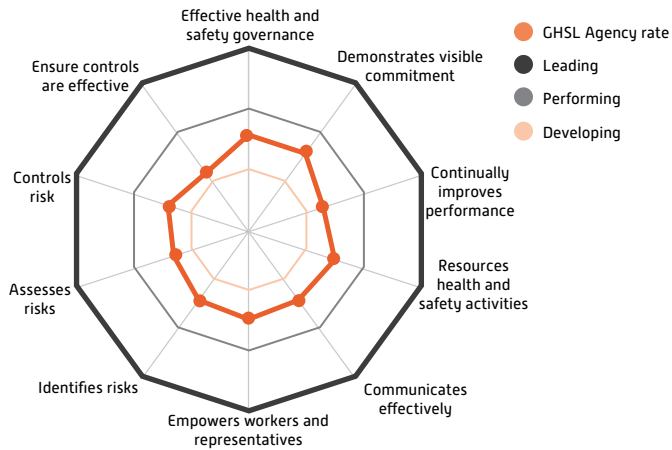 Effective health and
safety governance
Demonstrates visible
commitment
Continually
improves
performance
Resources
health and
safety activities
Communicates
effectively
Empowers workers and
representatives
Identifies risks
Assesses
risks
Controls
risk
Ensure controls
are effective
GHSL Agency rate
Leading
Performing
Developing